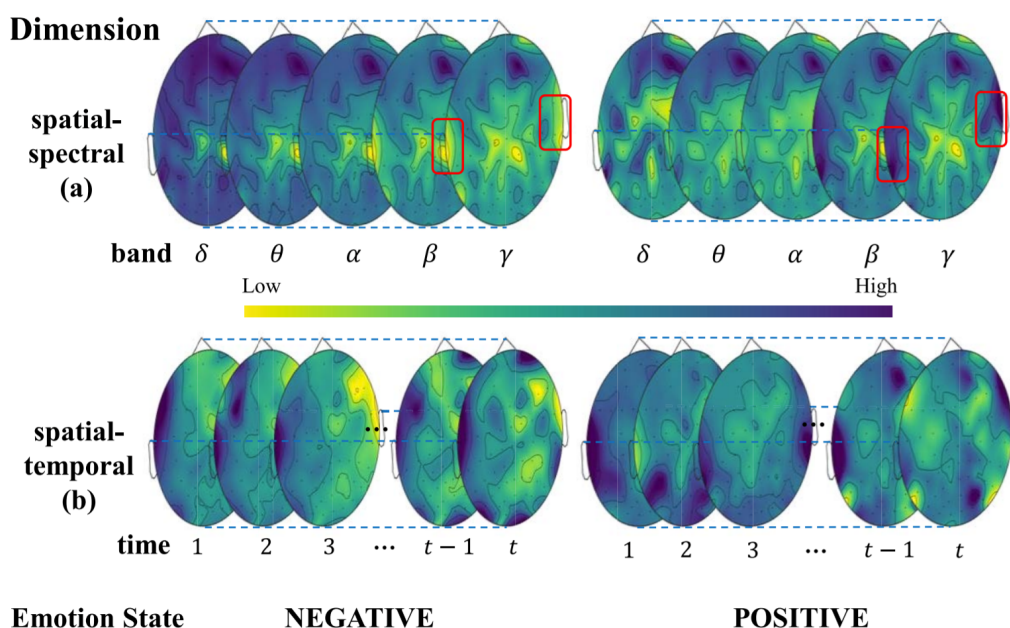 Dimension
spatial-
spectral
(a)
band δ θ α β γ δ θ α β γ
Low High
spatial-
temporal
(b)
...
...
time 1 2 3 ... t − 1 t 1 2 3 ... t − 1 t
Emotion State NEGATIVE POSITIVE